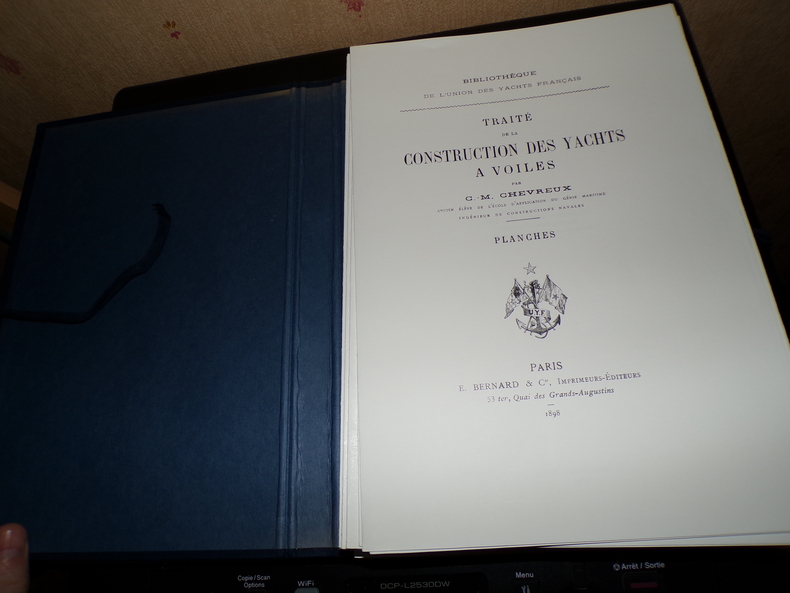 BIBLIOTHÈQUE
DE L'UNION DES YACHTS FRANÇAIS
TRAITÉ
DE LA
CONSTRUCTION DES YACHTS
A VOILES
PAR
C.-M. CHEVREUX
ANCIEN ÉLÈVE DE L'ÉCOLE D'APPLICATION DU GÉNIE MARITIME
INGÉNIEUR DE CONSTRUCTIONS NAVALES
PLANCHES
U.Y.F.
PARIS
E. BERNARD & Cie, IMPRIMEURS-ÉDITEURS
53 ter, Quai des Grands-Augustins
1898
Copie/Scan
Options
WiFi
DCP-L2530DW
Menu
Arrêt / Sortie